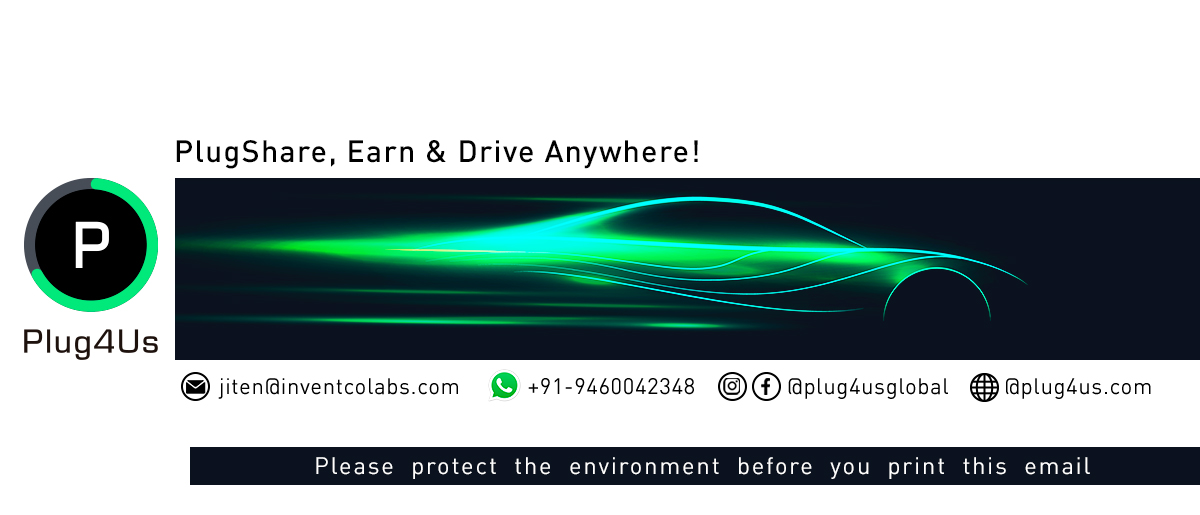 PlugShare, Earn & Drive Anywhere!
P
Plug4Us
jiten@inventcolabs.com +91-9460042348 @plug4usglobal @plug4us.com
Please protect the environment before you print this email